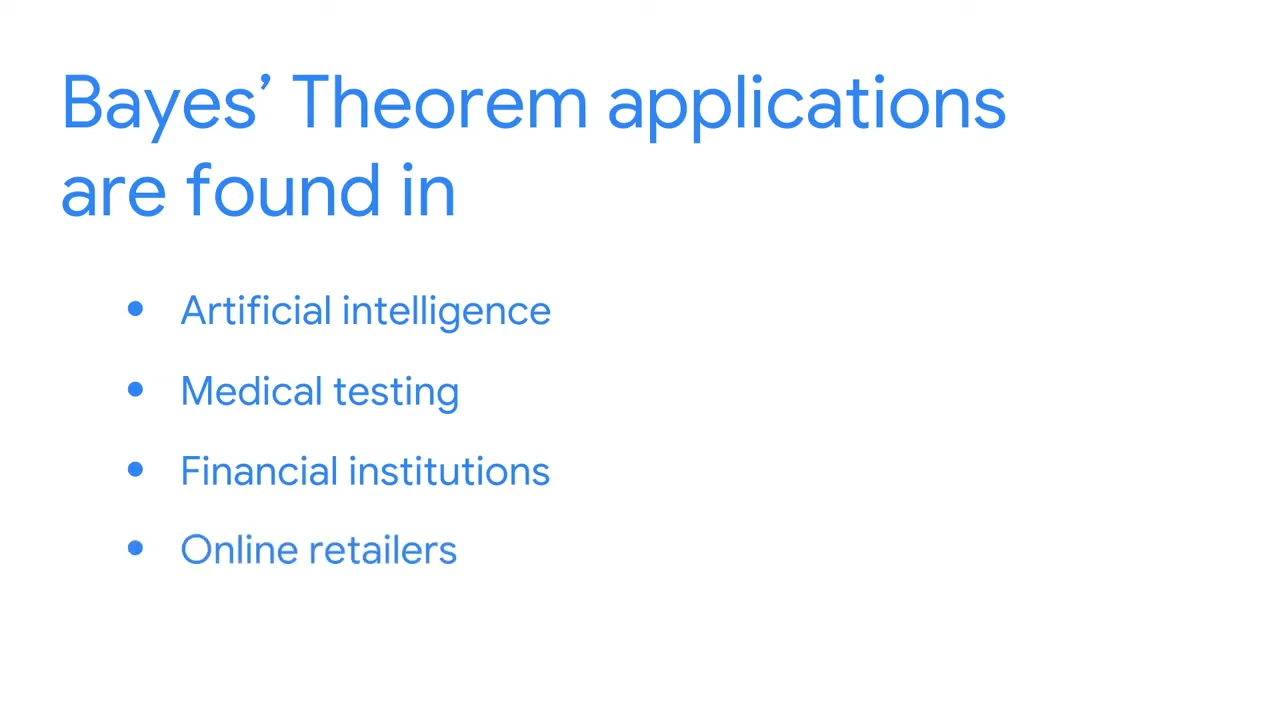 Bayes’ Theorem applications
are found in
• Artificial intelligence
• Medical testing
• Financial institutions
• Online retailers